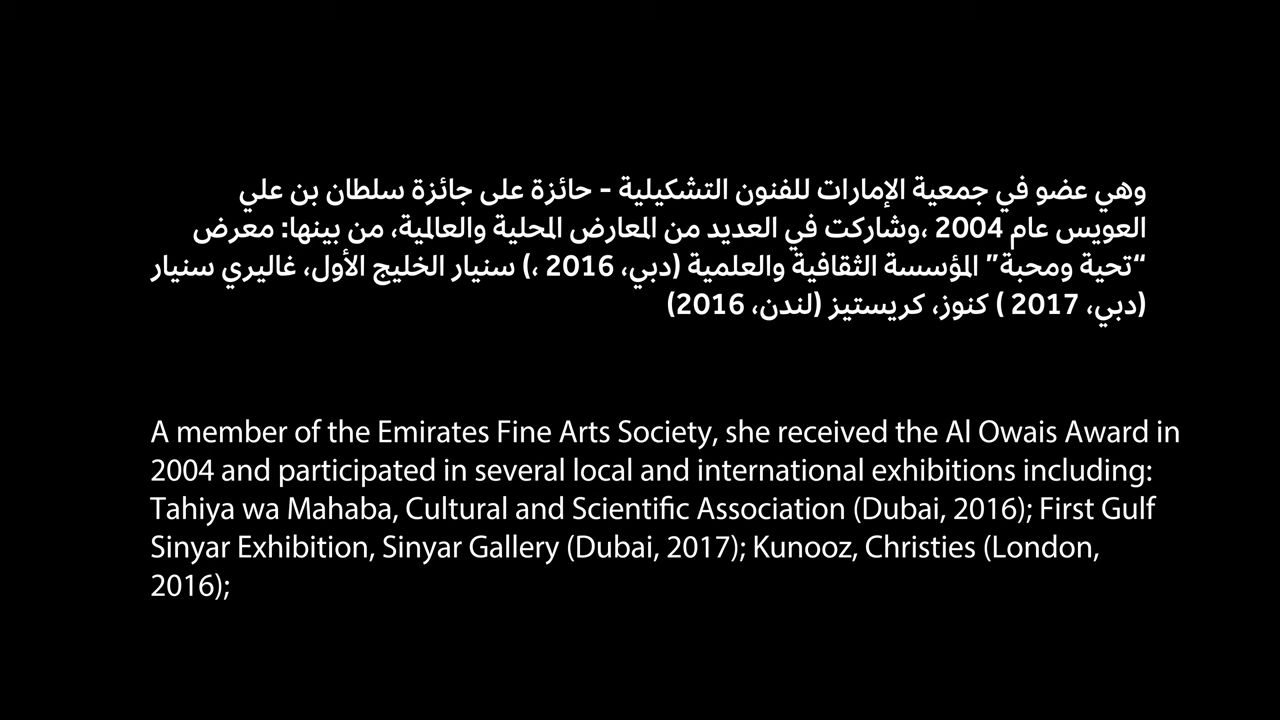 وهي عضو في جمعية الإمارات للفنون التشكيلية - حائزة على جائزة سلطان بن علي
العويس عام 2004 ،وشاركت في العديد من المعارض المحلية والعالمية، من بينها: معرض
“تحية ومحبة” المؤسسة الثقافية والعلمية (دبي، 2016 ،) سنيار الخليج الأول، غاليري سنيار
(دبي، 2017 ) كنوز، كريستيز (لندن، 2016)
A member of the Emirates Fine Arts Society, she received the Al Owais Award in
2004 and participated in several local and international exhibitions including:
Tahiya wa Mahaba, Cultural and Scientific Association (Dubai, 2016); First Gulf
Sinyar Exhibition, Sinyar Gallery (Dubai, 2017); Kunooz, Christies (London,
2016);